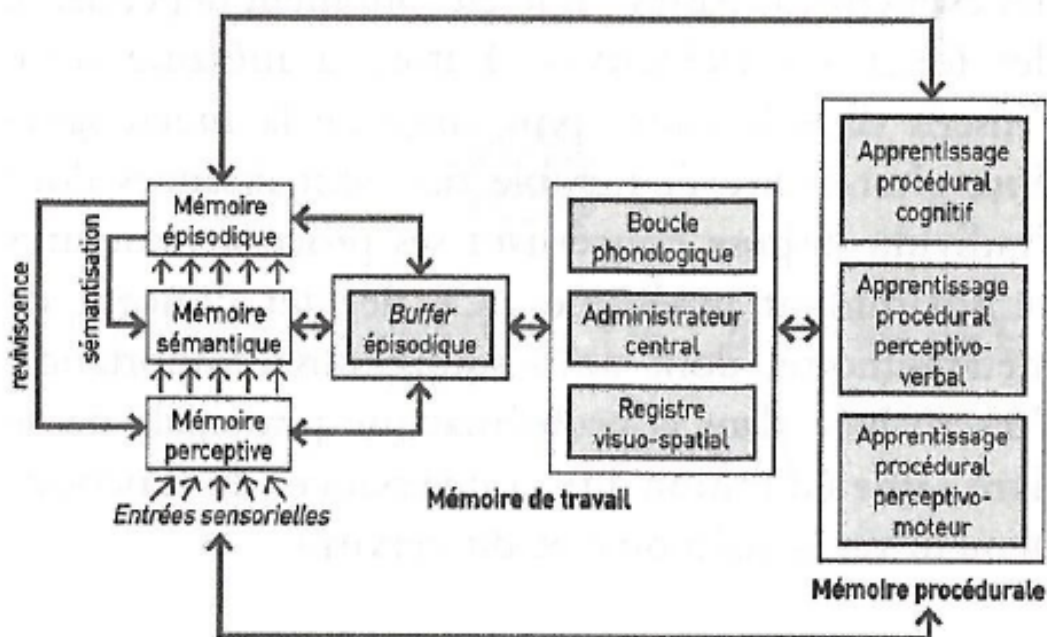 reviviscence
sémantisation
Mémoire
épisodique
Mémoire
sémantique
Mémoire
perceptive
Entrées sensorielles
Buffer
épisodique
Boucle
phonologique
Administrateur
central
Registre
visuo-spatial
Mémoire de travail
Apprentissage
procédural
cognitif
Apprentissage
procédural
perceptivo-
verbal
Apprentissage
procédural
perceptivo-
moteur
Mémoire procédurale